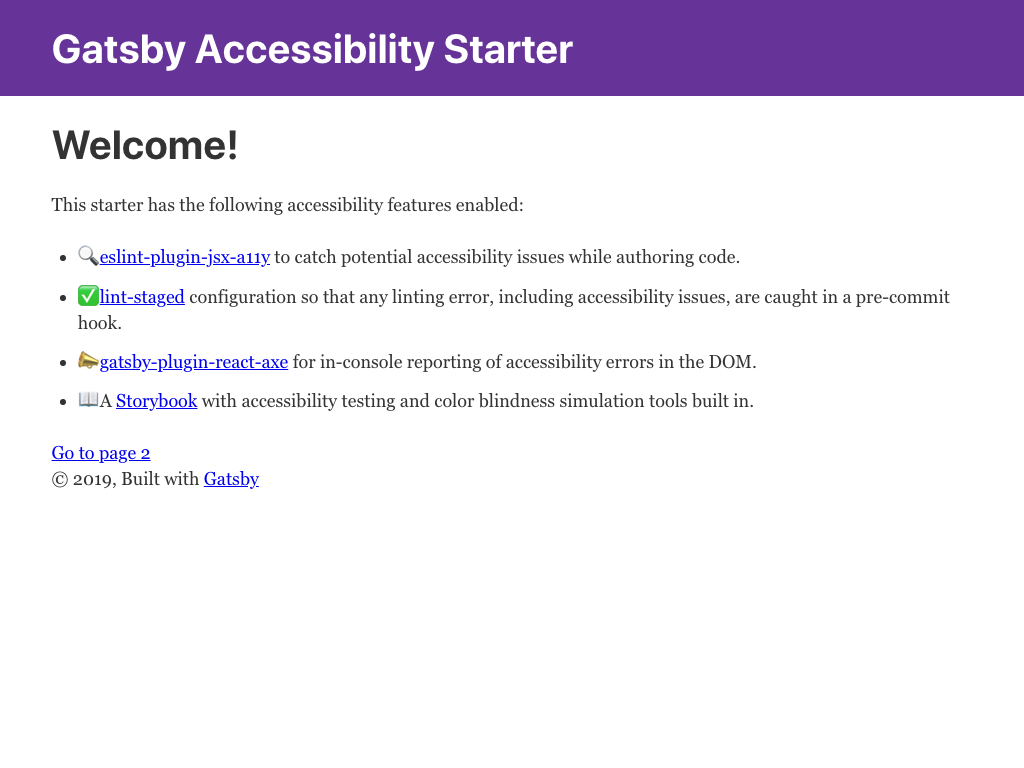 Gatsby Accessibility Starter
Welcome!
This starter has the following accessibility features enabled:
• 🔍eslint-plugin-jsx-a11y to catch potential accessibility issues while authoring code.
• ✅lint-staged configuration so that any linting error, including accessibility issues, are caught in a pre-commit
hook.
• 📣gatsby-plugin-react-axe for in-console reporting of accessibility errors in the DOM.
• 📖A Storybook with accessibility testing and color blindness simulation tools built in.
Go to page 2
© 2019, Built with Gatsby